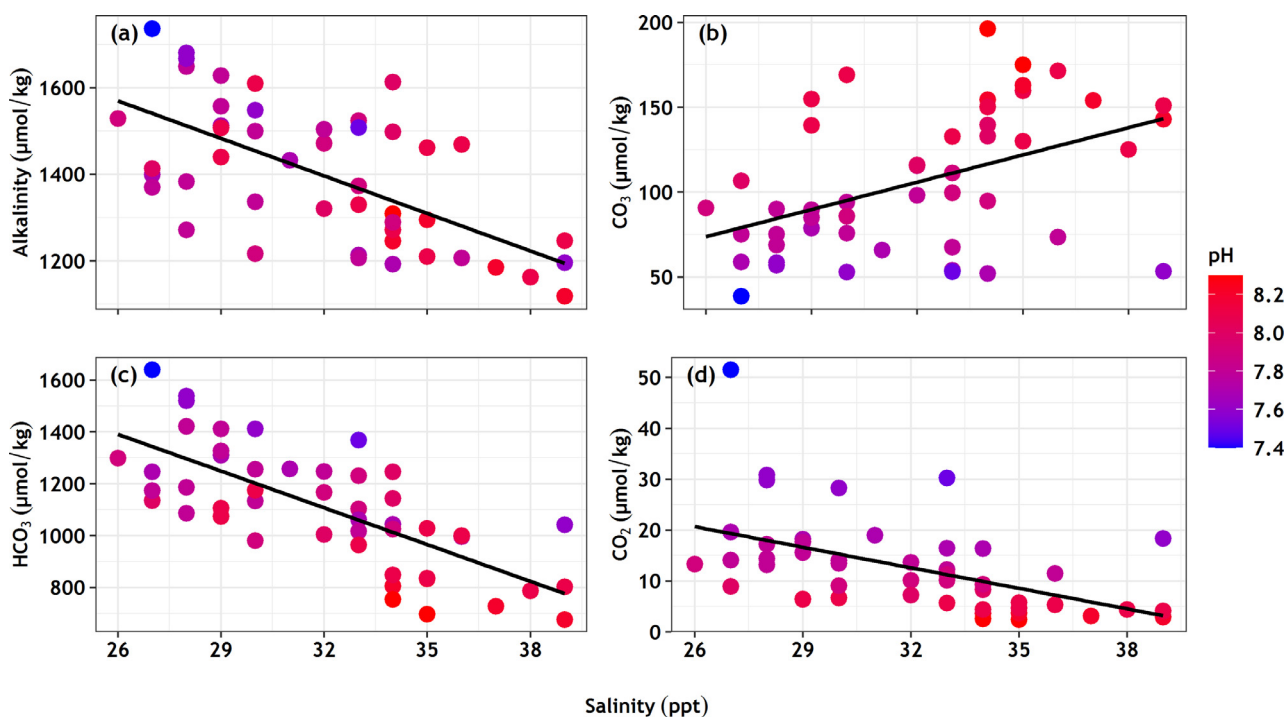 (a)
Alkalinity (µmol/kg)
1600
1400
1200
(b)
CO₃ (µmol/kg)
200
150
100
50
pH
8.2
8.0
7.8
7.6
7.4
(c)
HCO₃ (µmol/kg)
1600
1400
1200
1000
800
26 29 32 35 38
(d)
CO₂ (µmol/kg)
50
40
30
20
10
0
26 29 32 35 38
Salinity (ppt)